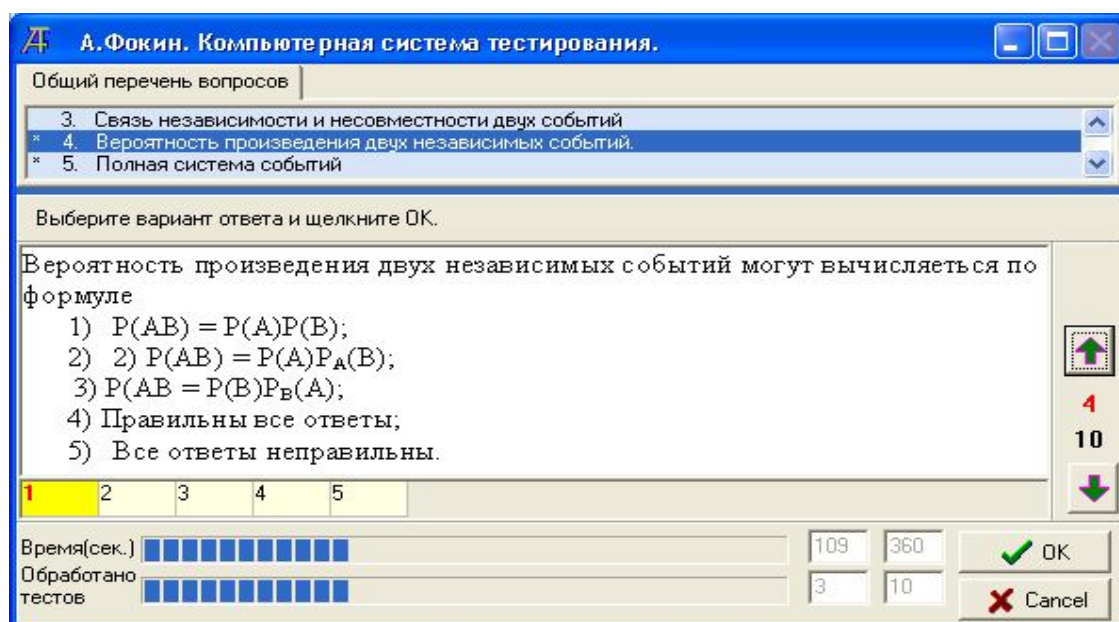 А.Фокин. Компьютерная система тестирования.
Общий перечень вопросов
3. Связь независимости и несовместности двух событий
* 4. Вероятность произведения двух независимых событий.
* 5. Полная система событий
Выберите вариант ответа и щелкните ОК.
Вероятность произведения двух независимых событий могут вычисляеться по
формуле
1) P(AB) = P(A)P(B);
2) 2) P(AB) = P(A)P_A(B);
3) P(AB = P(B)P_B(A);
4) Правильны все ответы;
5) Все ответы неправильны.
4
10
1 2 3 4 5
Время(сек.) 109 360 OK
Обработано
тестов 3 10 Cancel